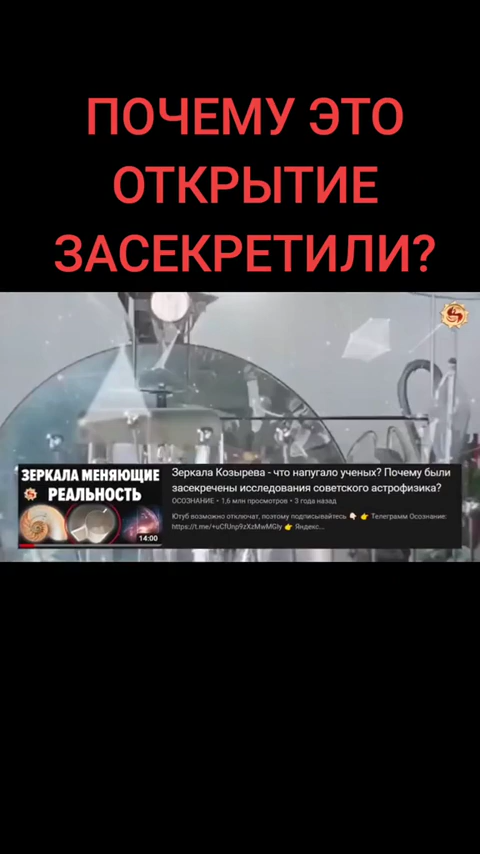 ПОЧЕМУ ЭТО
ОТКРЫТИЕ
ЗАСЕКРЕТИЛИ?
ЗЕРКАЛА МЕНЯЮЩИЕ
РЕАЛЬНОСТЬ
14:00
Зеркала Козырева - что напугало ученых? Почему были
засекречены исследования советского астрофизика?
ОСОЗНАНИЕ • 1,6 млн просмотров • 3 года назад
Ютуб возможно отключат, поэтому подписывайтесь 👇🏻 👉 Телеграмм Осознание:
https://t.me/+uCfUnp9zXzMwMGIy 👉 Яндекс...